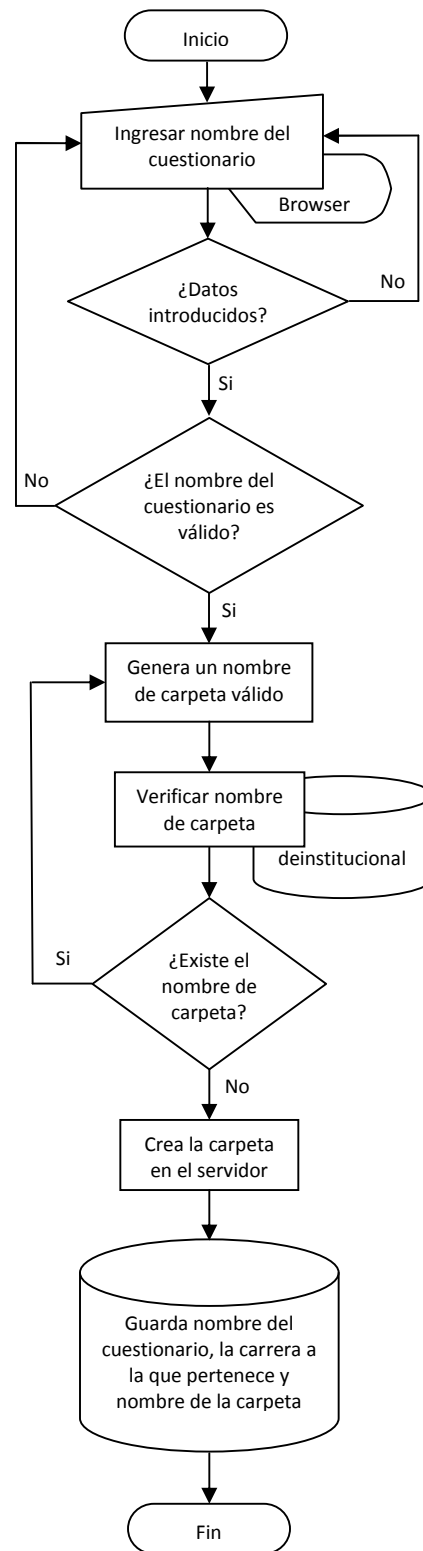 Inicio
Ingresar nombre del
cuestionario
Browser
¿Datos
introducidos?
No
Si
¿El nombre del
cuestionario es
válido?
No
Si
Genera un nombre
de carpeta válido
Verificar nombre
de carpeta
deinstitucional
¿Existe el
nombre de
carpeta?
Si
No
Crea la carpeta
en el servidor
Guarda nombre del
cuestionario, la carrera a
la que pertenece y
nombre de la carpeta
Fin